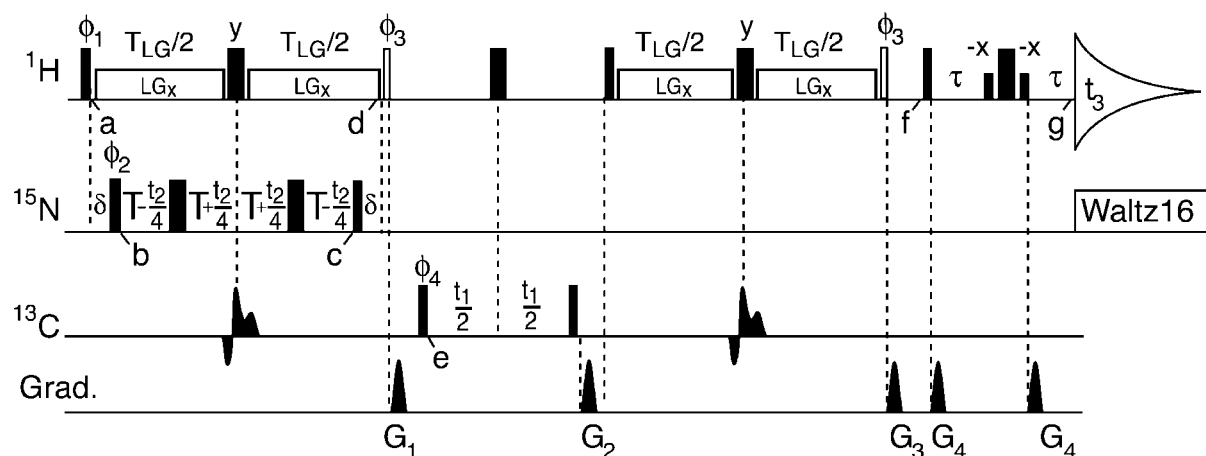 ϕ1 T_LG/2 y T_LG/2 ϕ3 T_LG/2 y T_LG/2 ϕ3 -x -x
¹H LGx LGx LGx LGx τ τ t3
a d f g
ϕ2
¹⁵N δ T-t2/4 T+t2/4 T+t2/4 T-t2/4 δ Waltz16
b c
ϕ4
¹³C t1/2 t1/2
e
Grad.
G1 G2 G3 G4 G4